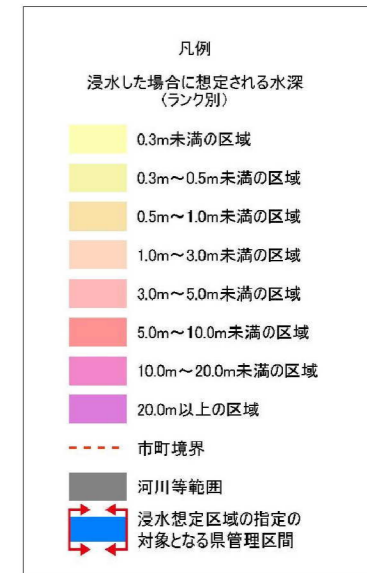 凡例
浸水した場合に想定される水深
(ランク別)
0.3m未満の区域
0.3m～0.5m未満の区域
0.5m～1.0m未満の区域
1.0m～3.0m未満の区域
3.0m～5.0m未満の区域
5.0m～10.0m未満の区域
10.0m～20.0m未満の区域
20.0m以上の区域
市町境界
河川等範囲
浸水想定区域の指定の
対象となる県管理区間